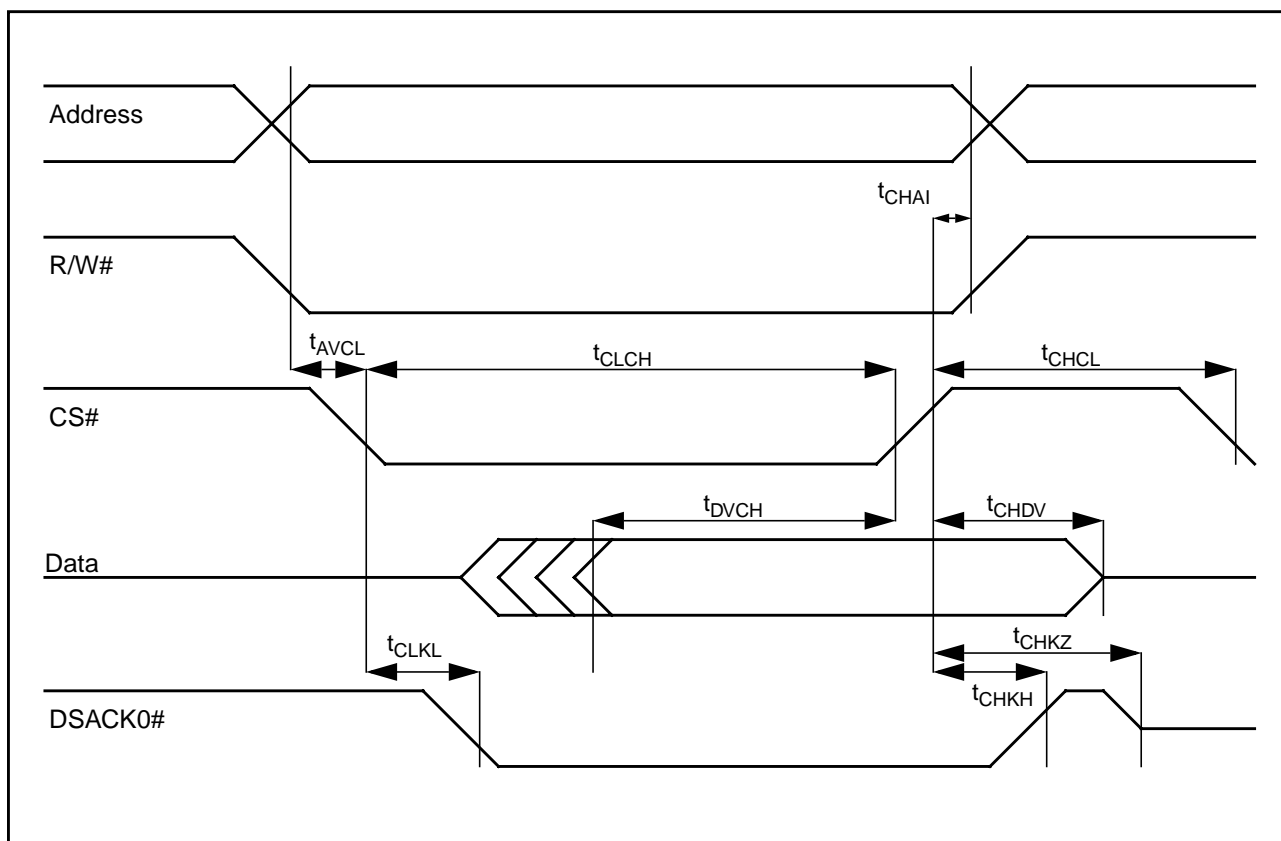 Address
tCHAI
R/W#
tAVCL
tCLCH
tCHCL
CS#
tDVCH
tCHDV
Data
tCLKL
tCHKZ
tCHKH
DSACK0#